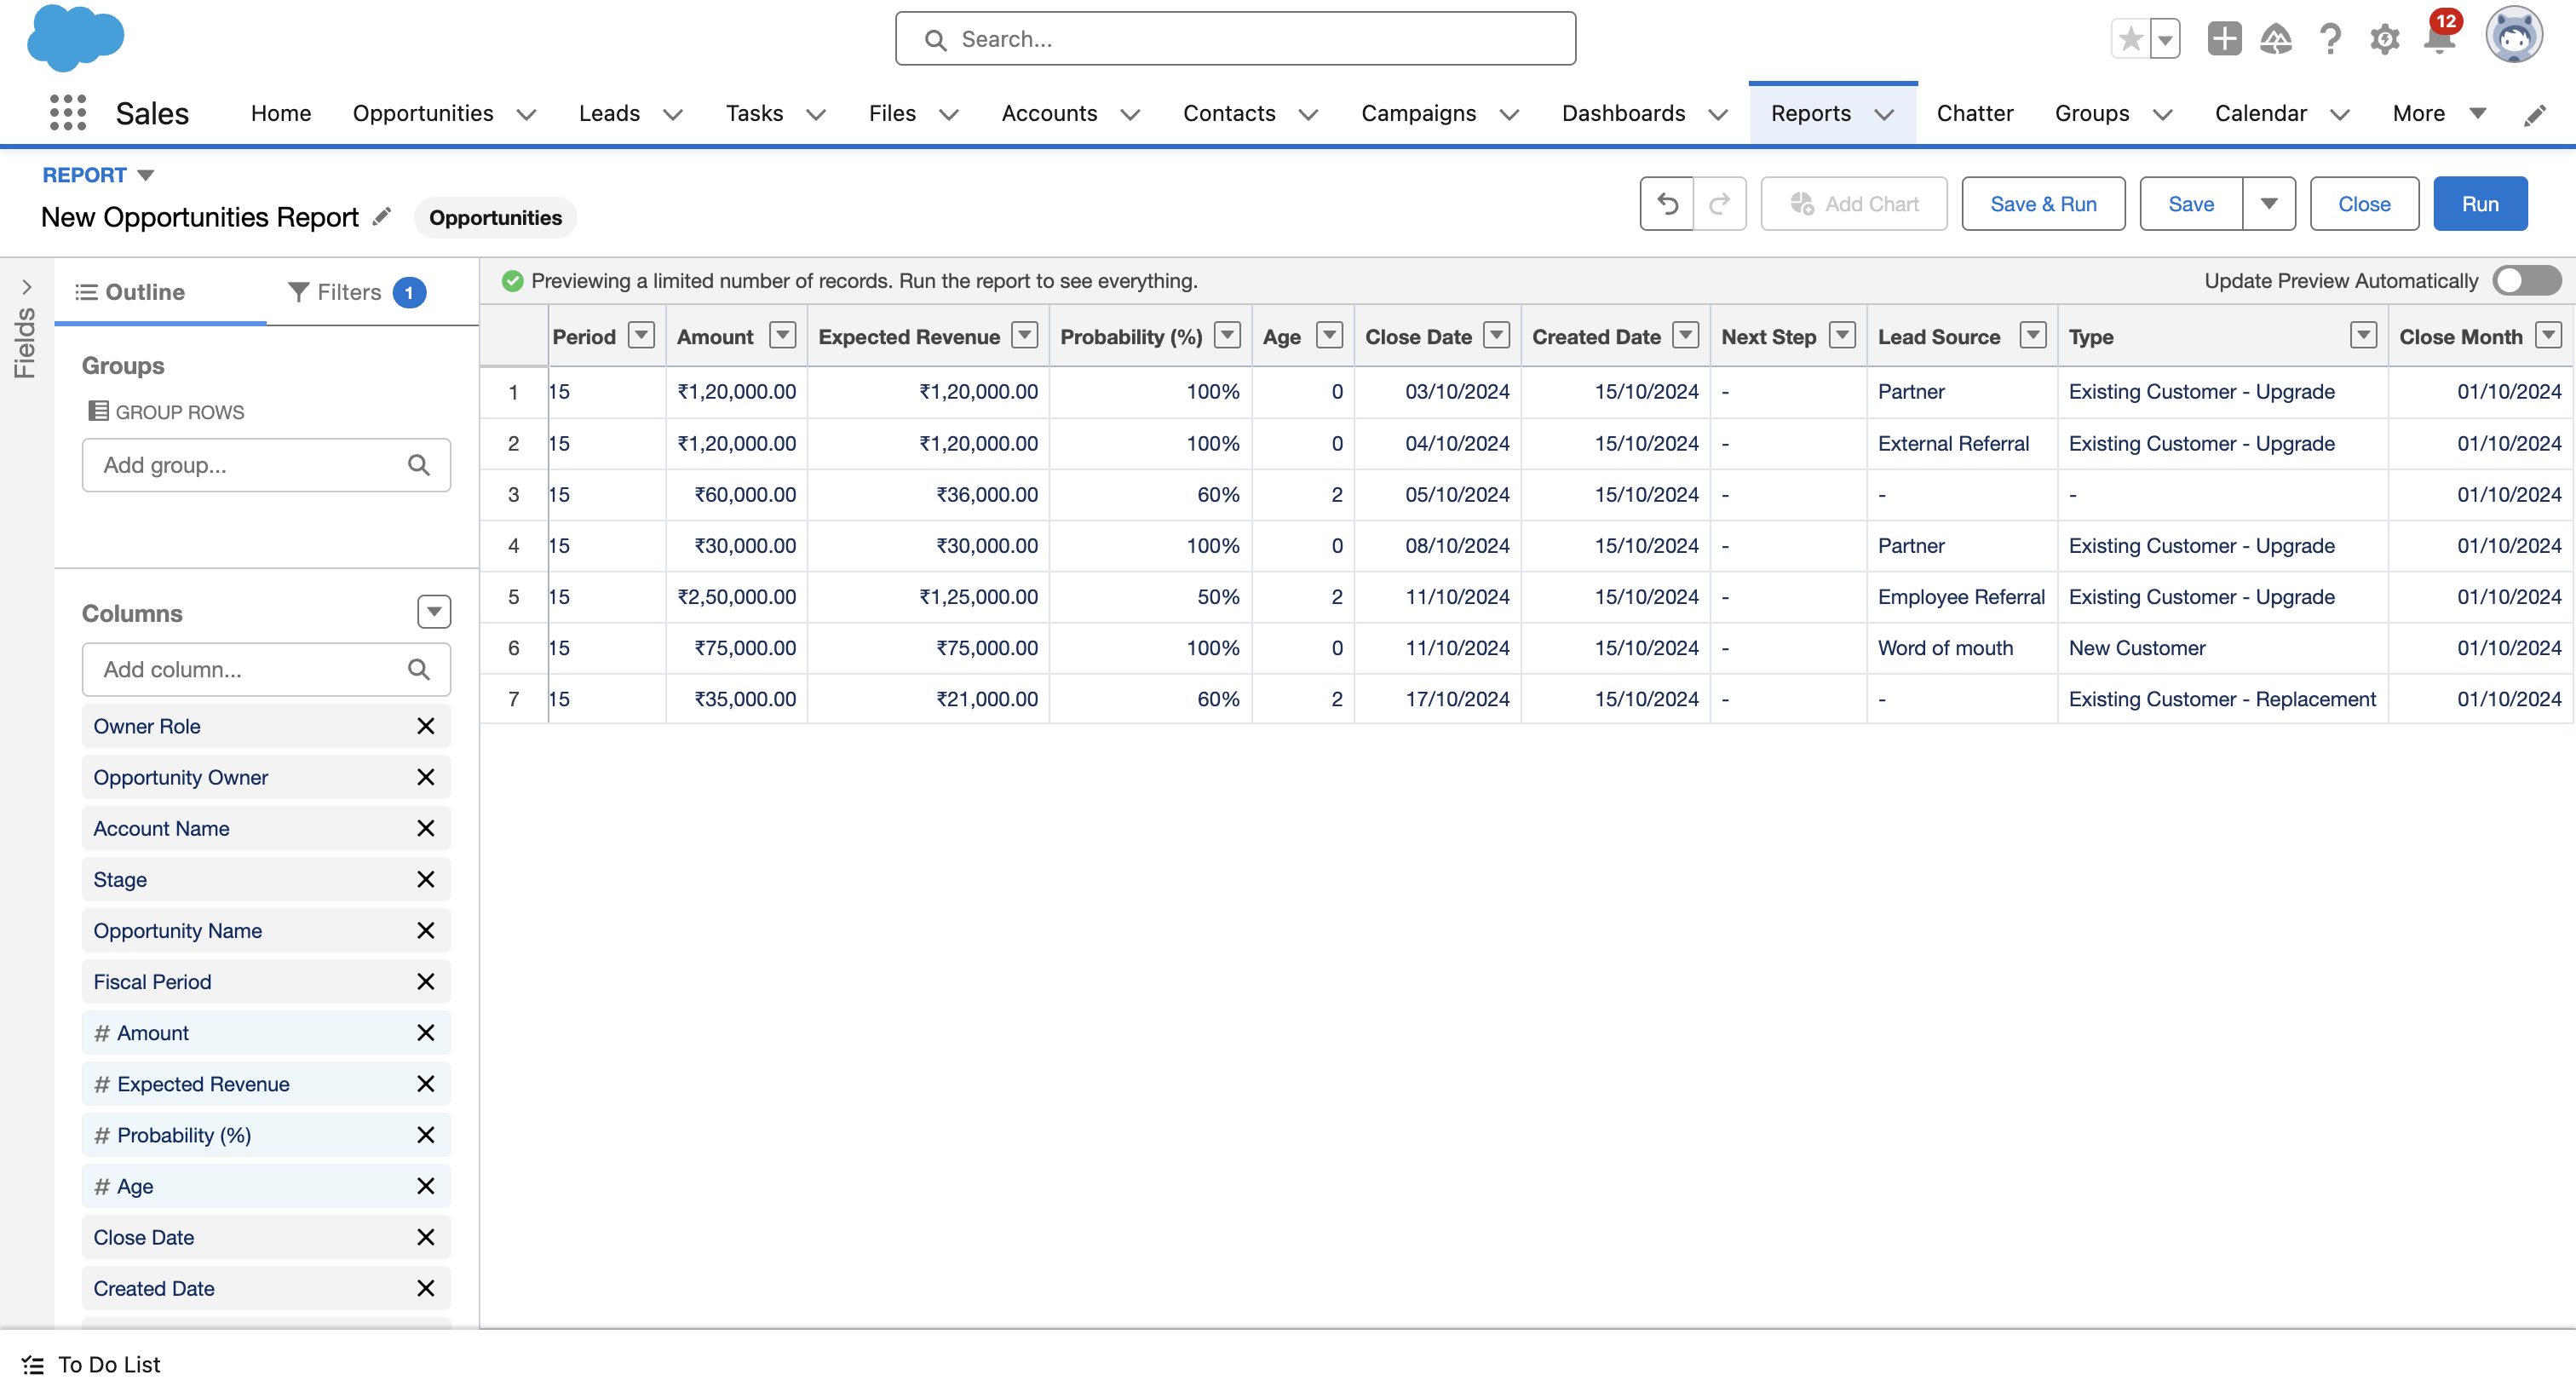 Search...
12
Sales Home Opportunities Leads Tasks Files Accounts Contacts Campaigns Dashboards Reports Chatter Groups Calendar More
REPORT
New Opportunities Report Opportunities
Add Chart Save & Run Save Close Run
Fields
Outline Filters 1
Groups
GROUP ROWS
Add group...
Columns
Add column...
Owner Role
Opportunity Owner
Account Name
Stage
Opportunity Name
Fiscal Period
# Amount
# Expected Revenue
# Probability (%)
# Age
Close Date
Created Date
Previewing a limited number of records. Run the report to see everything. Update Preview Automatically
Period Amount Expected Revenue Probability (%) Age Close Date Created Date Next Step Lead Source Type Close Month
1 15 ₹1,20,000.00 ₹1,20,000.00 100% 0 03/10/2024 15/10/2024 - Partner Existing Customer - Upgrade 01/10/2024
2 15 ₹1,20,000.00 ₹1,20,000.00 100% 0 04/10/2024 15/10/2024 - External Referral Existing Customer - Upgrade 01/10/2024
3 15 ₹60,000.00 ₹36,000.00 60% 2 05/10/2024 15/10/2024 - - - 01/10/2024
4 15 ₹30,000.00 ₹30,000.00 100% 0 08/10/2024 15/10/2024 - Partner Existing Customer - Upgrade 01/10/2024
5 15 ₹2,50,000.00 ₹1,25,000.00 50% 2 11/10/2024 15/10/2024 - Employee Referral Existing Customer - Upgrade 01/10/2024
6 15 ₹75,000.00 ₹75,000.00 100% 0 11/10/2024 15/10/2024 - Word of mouth New Customer 01/10/2024
7 15 ₹35,000.00 ₹21,000.00 60% 2 17/10/2024 15/10/2024 - - Existing Customer - Replacement 01/10/2024
To Do List